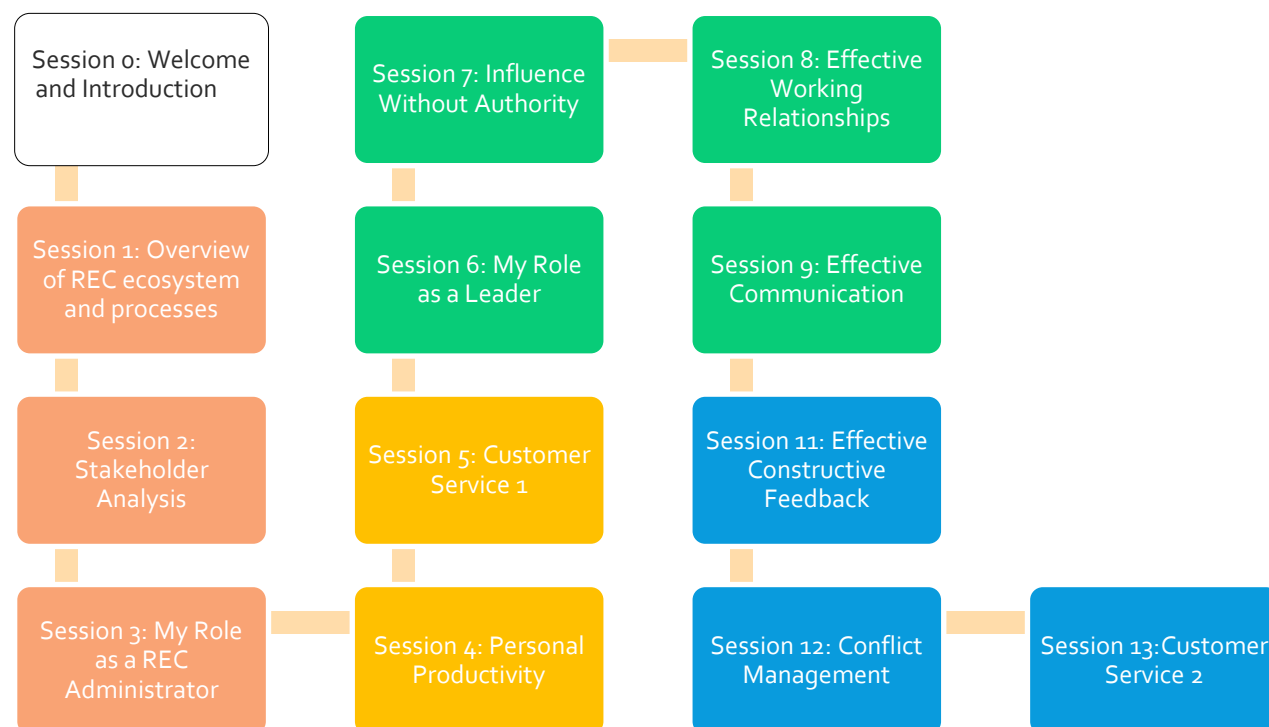 Session 0: Welcome
and Introduction
Session 1: Overview
of REC ecosystem
and processes
Session 2:
Stakeholder
Analysis
Session 3: My Role
as a REC
Administrator
Session 4: Personal
Productivity
Session 5: Customer
Service 1
Session 6: My Role
as a Leader
Session 7: Influence
Without Authority
Session 8: Effective
Working
Relationships
Session 9: Effective
Communication
Session 11: Effective
Constructive
Feedback
Session 12: Conflict
Management
Session 13:Customer
Service 2